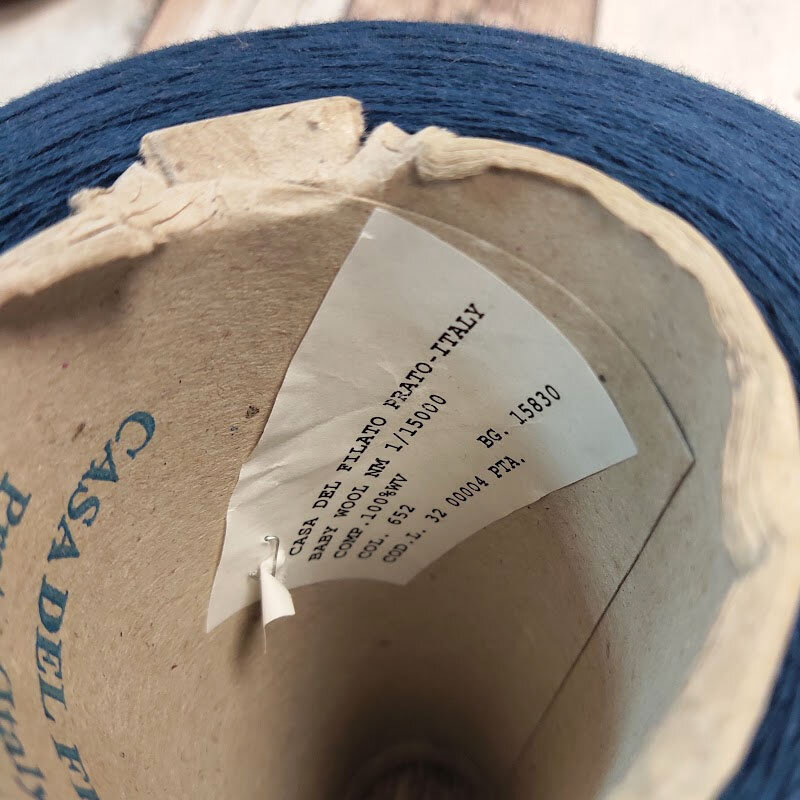 CASA DEL FILATO PRATO-ITALY
BABY WOOL NM 1/15000
COMP.100%WV
COL. 652 BG. 15830
COD.L. 32 00004 PTA.
CASA DEL FI